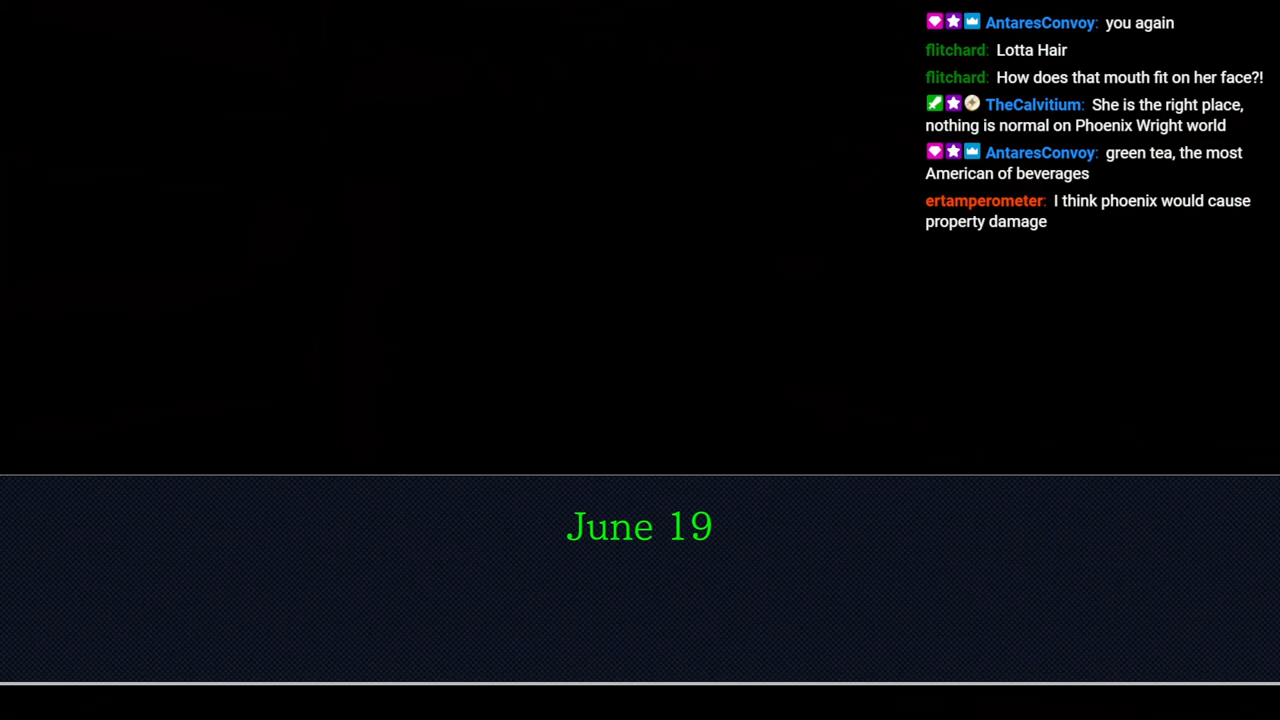 AntaresConvoy: you again
flitchard: Lotta Hair
flitchard: How does that mouth fit on her face?!
TheCalvitium: She is the right place,
nothing is normal on Phoenix Wright world
AntaresConvoy: green tea, the most
American of beverages
ertamperometer: I think phoenix would cause
property damage
June 19